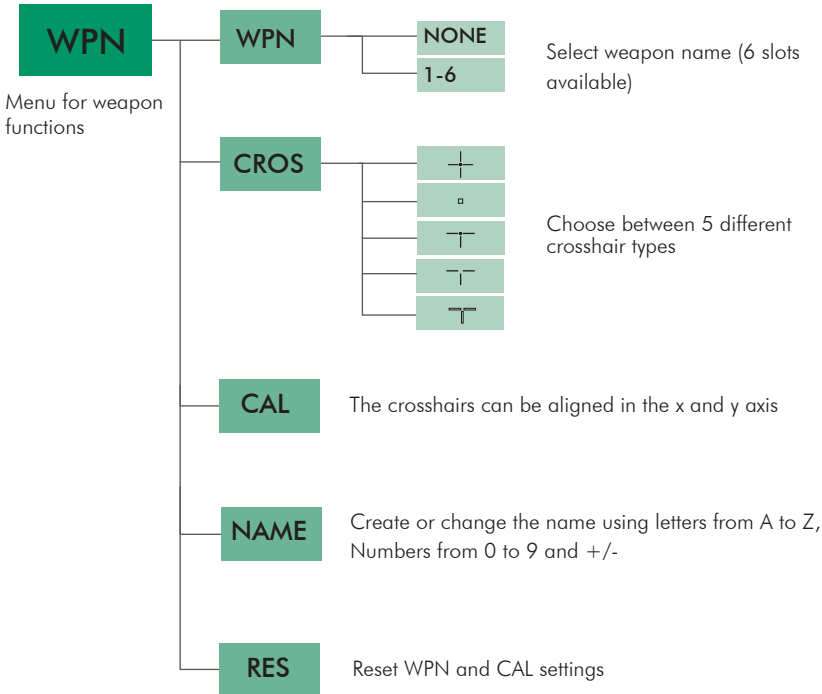 WPN
Menu for weapon
functions
WPN
NONE
1-6
Select weapon name (6 slots
available)
CROS
Choose between 5 different
crosshair types
CAL
The crosshairs can be aligned in the x and y axis
NAME
Create or change the name using letters from A to Z,
Numbers from 0 to 9 and +/-
RES
Reset WPN and CAL settings